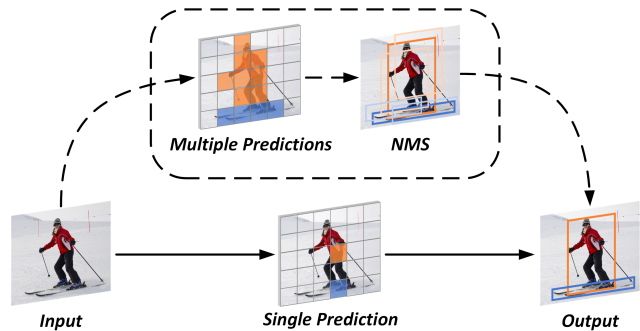 Multiple Predictions
NMS
Input
Single Prediction
Output